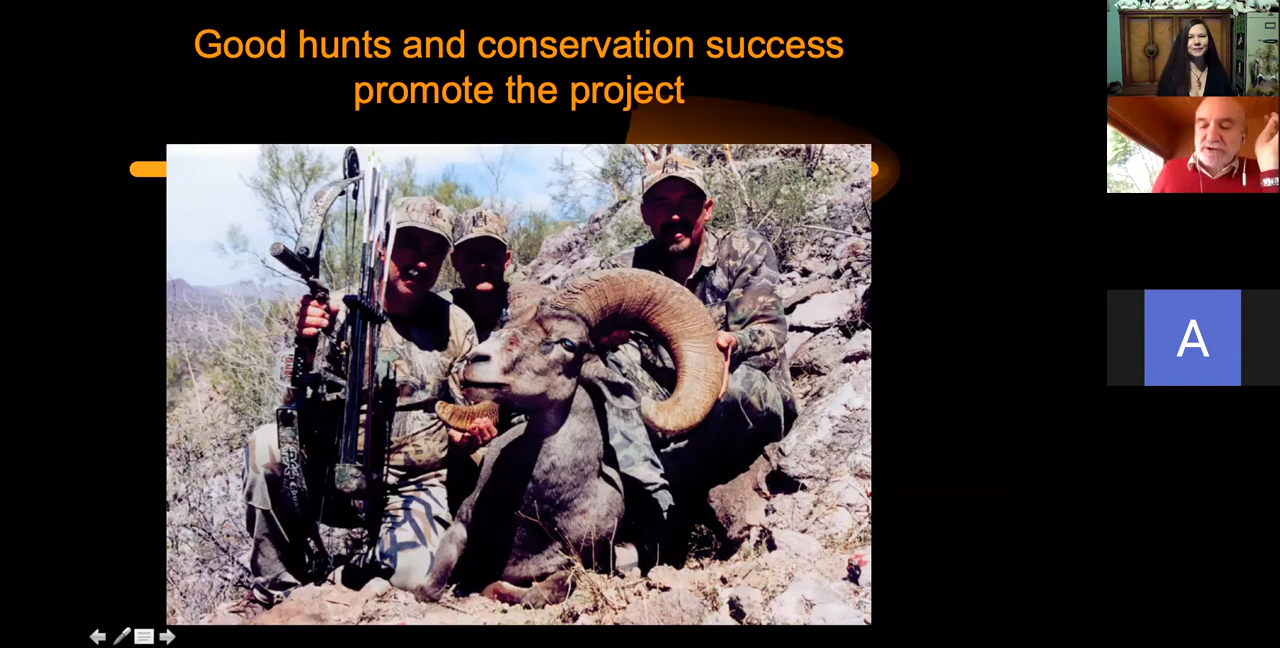 Good hunts and conservation success
promote the project
A